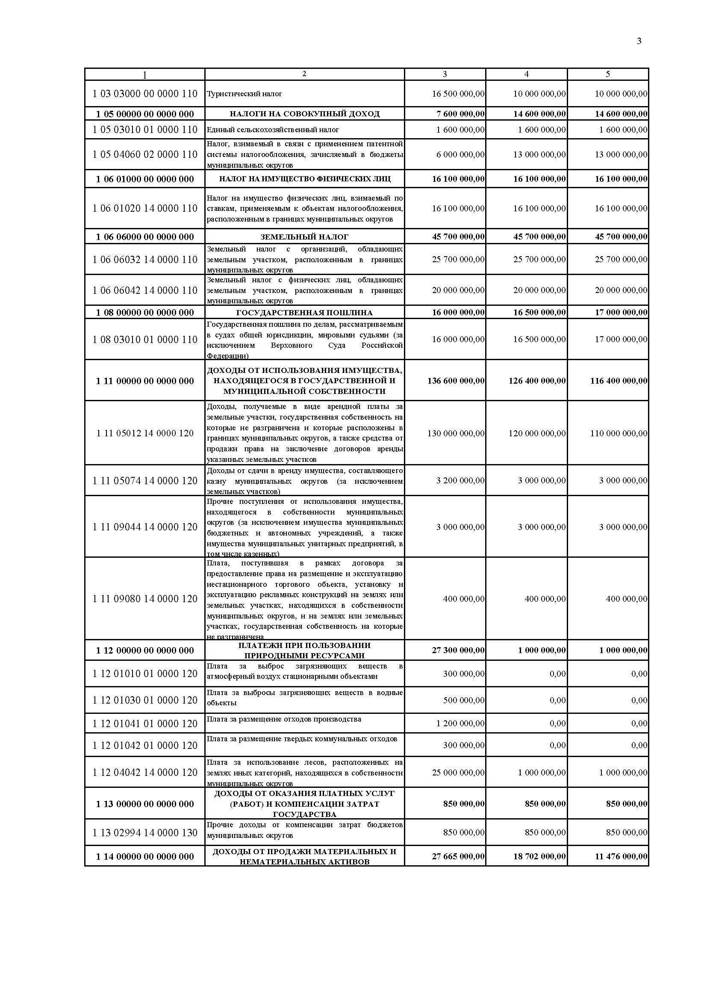 3
1 2 3 4 5
1 03 03000 00 0000 110 Туристический налог 16 500 000,00 10 000 000,00 10 000 000,00
1 05 00000 00 0000 000 НАЛОГИ НА СОВОКУПНЫЙ ДОХОД 7 600 000,00 14 600 000,00 14 600 000,00
1 05 03010 01 0000 110 Единый сельскохозяйственный налог 1 600 000,00 1 600 000,00 1 600 000,00
Налог, взимаемый в связи с применением патентной
1 05 04060 02 0000 110 системы налогообложения, зачисляемый в бюджеты 6 000 000,00 13 000 000,00 13 000 000,00
муниципальных округов
1 06 01000 00 0000 000 НАЛОГ НА ИМУЩЕСТВО ФИЗИЧЕСКИХ ЛИЦ 16 100 000,00 16 100 000,00 16 100 000,00
Налог на имущество физических лиц, взимаемый по
1 06 01020 14 0000 110 ставкам, применяемым к объектам налогообложения, 16 100 000,00 16 100 000,00 16 100 000,00
расположенным в границах муниципальных округов
1 06 06000 00 0000 000 ЗЕМЕЛЬНЫЙ НАЛОГ 45 700 000,00 45 700 000,00 45 700 000,00
Земельный налог с организаций, обладающих
1 06 06032 14 0000 110 земельным участком, расположенным в границах 25 700 000,00 25 700 000,00 25 700 000,00
муниципальных округов
Земельный налог с физических лиц, обладающих
1 06 06042 14 0000 110 земельным участком, расположенным в границах 20 000 000,00 20 000 000,00 20 000 000,00
муниципальных округов
1 08 00000 00 0000 000 ГОСУДАРСТВЕННАЯ ПОШЛИНА 16 000 000,00 16 500 000,00 17 000 000,00
Государственная пошлина по делам, рассматриваемым
в судах общей юрисдикции, мировыми судьями (за
1 08 03010 01 0000 110 исключением Верховного Суда Российской 16 000 000,00 16 500 000,00 17 000 000,00
Федерации)
ДОХОДЫ ОТ ИСПОЛЬЗОВАНИЯ ИМУЩЕСТВА,
1 11 00000 00 0000 000 НАХОДЯЩЕГОСЯ В ГОСУДАРСТВЕННОЙ И 136 600 000,00 126 400 000,00 116 400 000,00
МУНИЦИПАЛЬНОЙ СОБСТВЕННОСТИ
Доходы, получаемые в виде арендной платы за
земельные участки, государственная собственность на
которые не разграничена и которые расположены в
1 11 05012 14 0000 120 границах муниципальных округов, а также средства от 130 000 000,00 120 000 000,00 110 000 000,00
продажи права на заключение договоров аренды
указанных земельных участков
Доходы от сдачи в аренду имущества, составляющего
1 11 05074 14 0000 120 казну муниципальных округов (за исключением 3 200 000,00 3 000 000,00 3 000 000,00
земельных участков)
Прочие поступления от использования имущества,
находящегося в собственности муниципальных
1 11 09044 14 0000 120 округов (за исключением имущества муниципальных 3 000 000,00 3 000 000,00 3 000 000,00
бюджетных и автономных учреждений, а также
имущества муниципальных унитарных предприятий, в
том числе казенных)
Плата, поступившая в рамках договора за
предоставление права на размещение и эксплуатацию
нестационарного торгового объекта, установку и
1 11 09080 14 0000 120 эксплуатацию рекламных конструкций на землях или 400 000,00 400 000,00 400 000,00
земельных участках, находящихся в собственности
муниципальных округов, и на землях или земельных
участках, государственная собственность на которые
не разграничена
ПЛАТЕЖИ ПРИ ПОЛЬЗОВАНИИ
1 12 00000 00 0000 000 ПРИРОДНЫМИ РЕСУРСАМИ 27 300 000,00 1 000 000,00 1 000 000,00
Плата за выброс загрязняющих веществ в
1 12 01010 01 0000 120 атмосферный воздух стационарными объектами 300 000,00 0,00 0,00
Плата за выбросы загрязняющих веществ в водные
1 12 01030 01 0000 120 объекты 500 000,00 0,00 0,00
1 12 01041 01 0000 120 Плата за размещение отходов производства 1 200 000,00 0,00 0,00
1 12 01042 01 0000 120 Плата за размещение твердых коммунальных отходов 300 000,00 0,00 0,00
Плата за использование лесов, расположенных на
1 12 04042 14 0000 120 землях иных категорий, находящихся в собственности 25 000 000,00 1 000 000,00 1 000 000,00
муниципальных округов
ДОХОДЫ ОТ ОКАЗАНИЯ ПЛАТНЫХ УСЛУГ
1 13 00000 00 0000 000 (РАБОТ) И КОМПЕНСАЦИИ ЗАТРАТ 850 000,00 850 000,00 850 000,00
ГОСУДАРСТВА
Прочие доходы от компенсации затрат бюджетов
1 13 02994 14 0000 130 муниципальных округов 850 000,00 850 000,00 850 000,00
ДОХОДЫ ОТ ПРОДАЖИ МАТЕРИАЛЬНЫХ И
1 14 00000 00 0000 000 НЕМАТЕРИАЛЬНЫХ АКТИВОВ 27 665 000,00 18 702 000,00 11 476 000,00